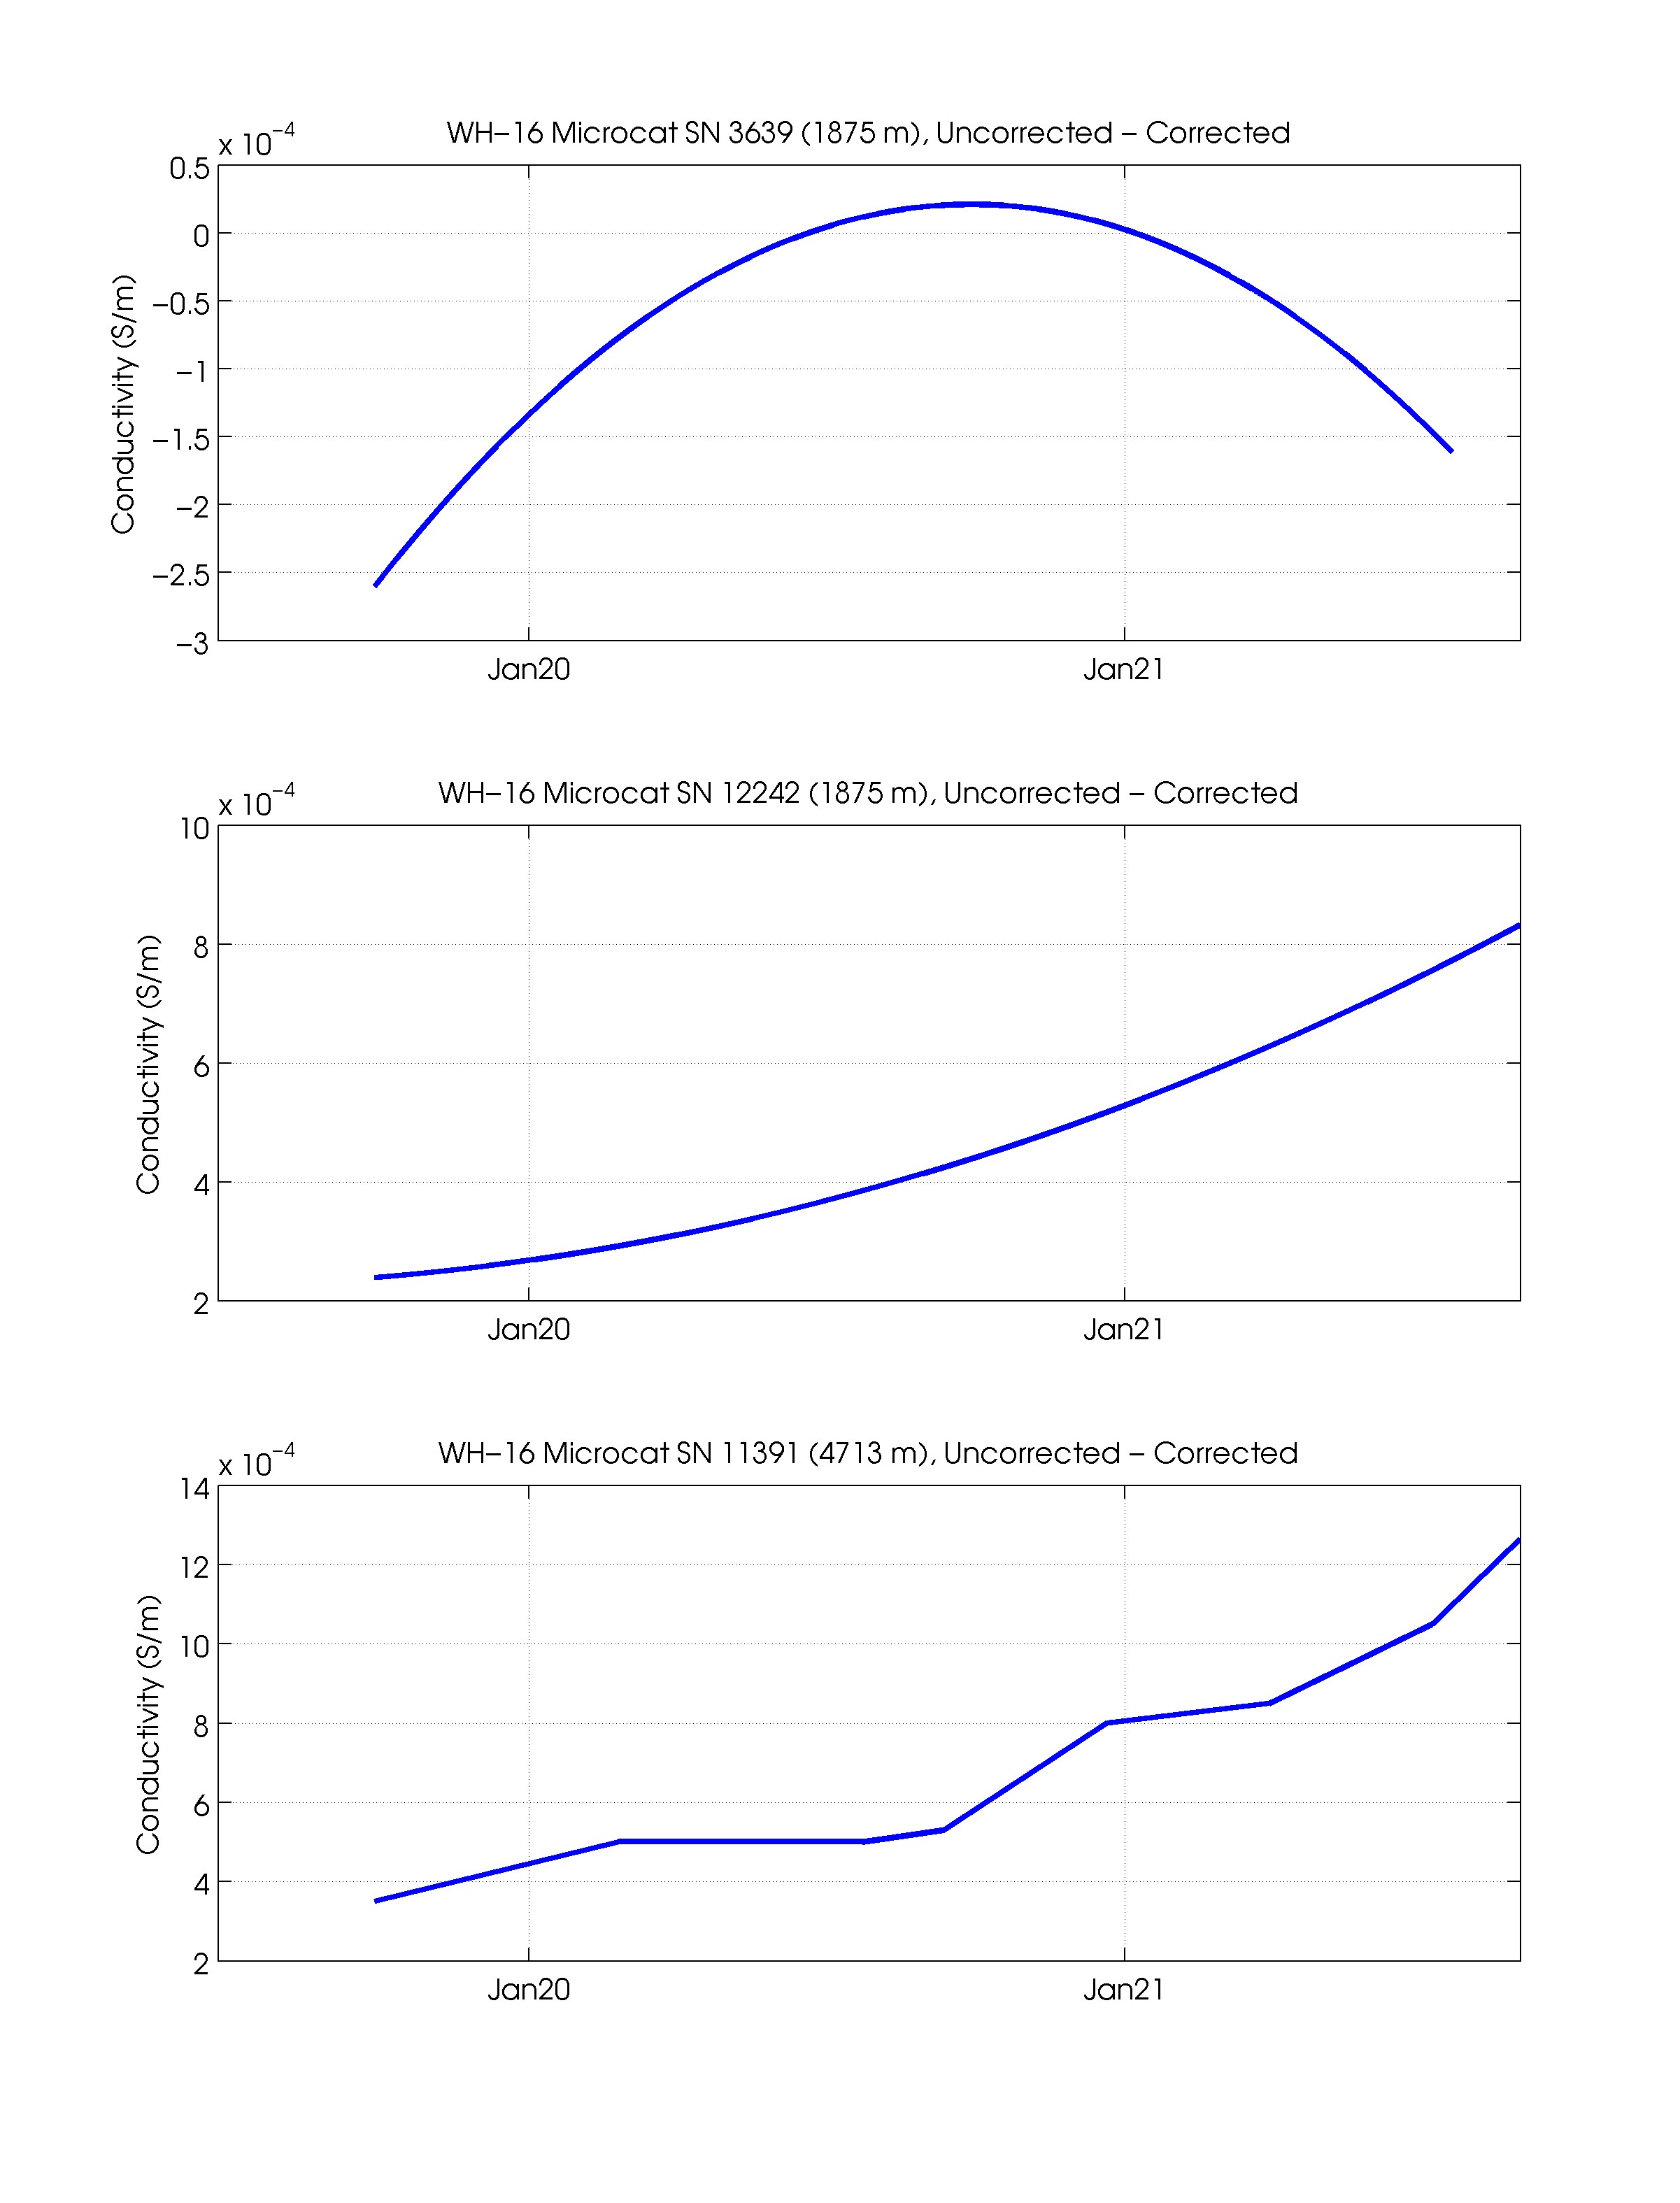 WH−16 Microcat SN 3639 (1875 m), Uncorrected − Corrected
x 10−4
0.5
0
−0.5
−1
−1.5
−2
−2.5
−3
Conductivity (S/m)
Jan20 Jan21
WH−16 Microcat SN 12242 (1875 m), Uncorrected − Corrected
x 10−4
10
8
6
4
2
Conductivity (S/m)
Jan20 Jan21
WH−16 Microcat SN 11391 (4713 m), Uncorrected − Corrected
x 10−4
14
12
10
8
6
4
2
Conductivity (S/m)
Jan20 Jan21